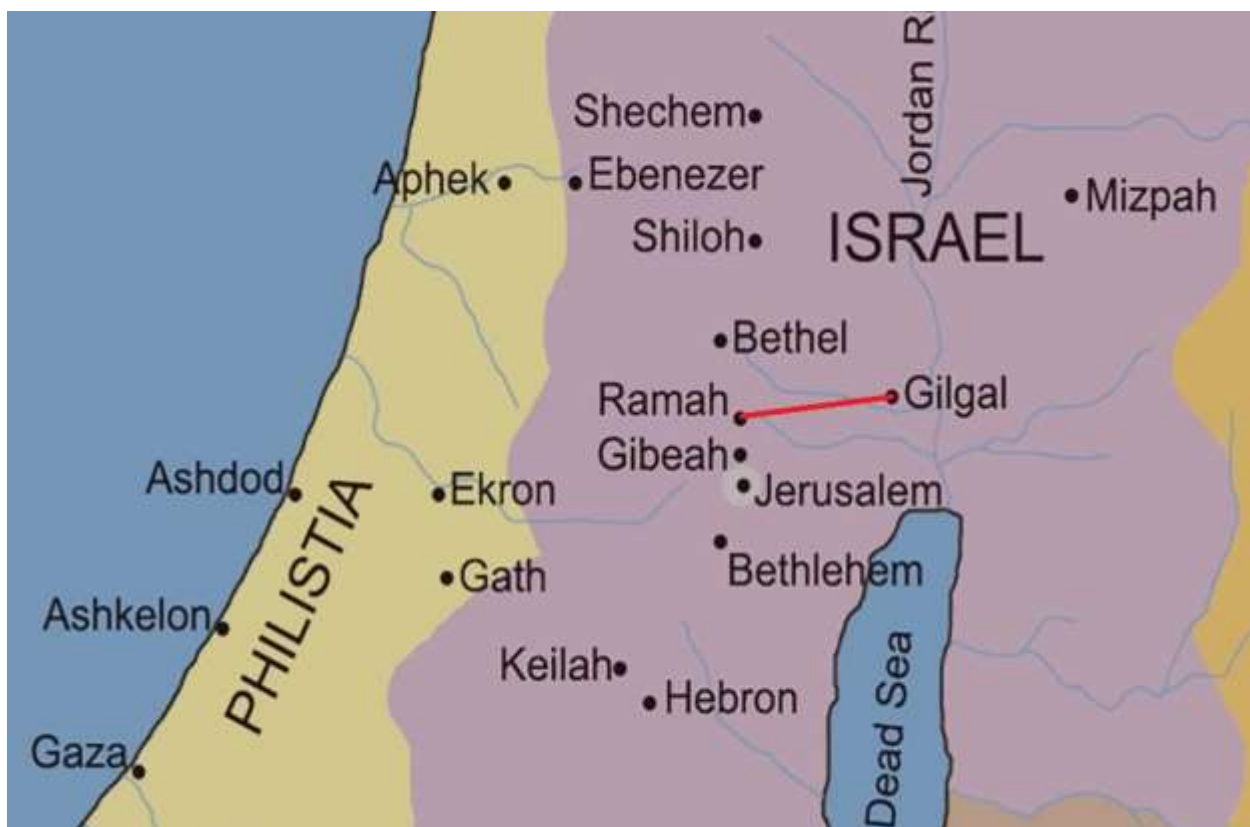 Jordan R
Shechem
Aphek
Ebenezer
Mizpah
Shiloh
ISRAEL
Bethel
Ramah
Gilgal
Gibeah
Ashdod
Ekron
Jerusalem
PHILISTIA
Gath
Bethlehem
Ashkelon
Keilah
Hebron
Dead Sea
Gaza